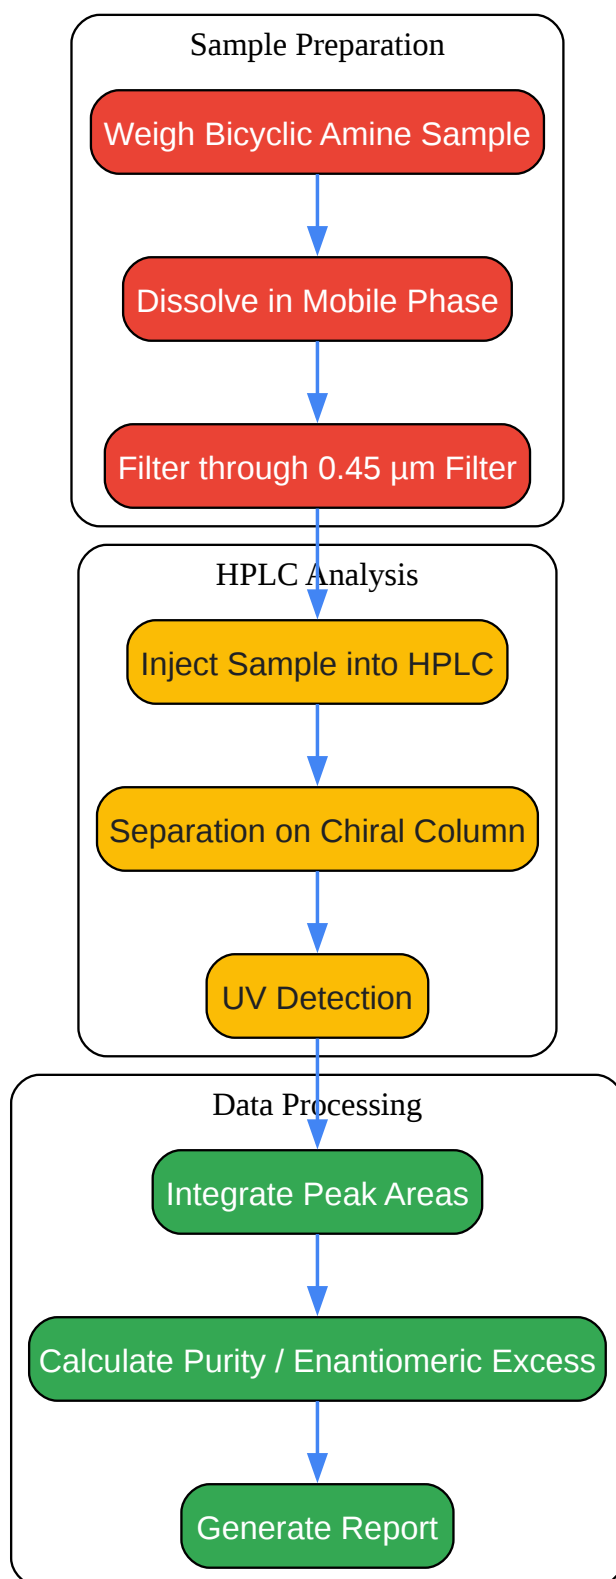 Sample Preparation
Weigh Bicyclic Amine Sample
Dissolve in Mobile Phase
Filter through 0.45 µm Filter
HPLC Analysis
Inject Sample into HPLC
Separation on Chiral Column
UV Detection
Data Processing
Integrate Peak Areas
Calculate Purity / Enantiomeric Excess
Generate Report